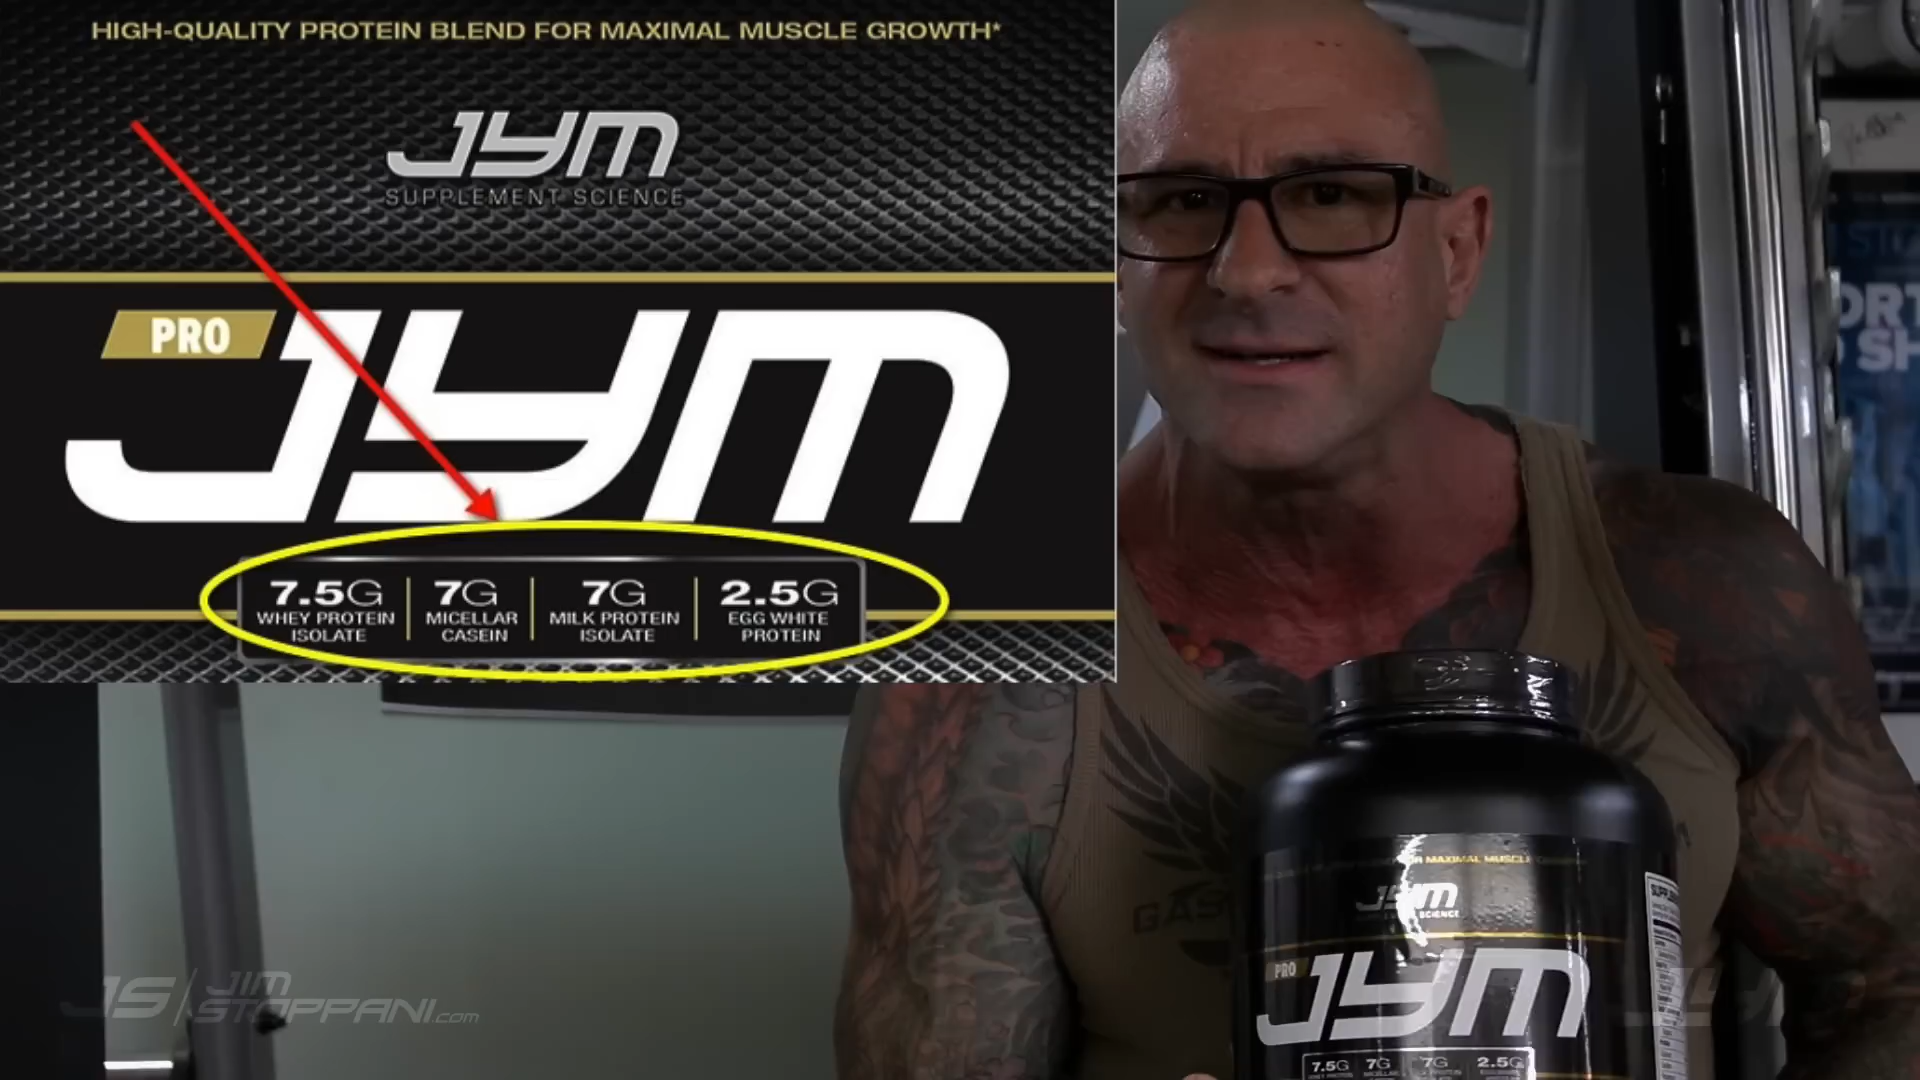 HIGH-QUALITY PROTEIN BLEND FOR MAXIMAL MUSCLE GROWTH*
JYM
SUPPLEMENT SCIENCE
PRO
JYM
7.5G 7G 7G 2.5G
WHEY PROTEIN MICELLAR MILK PROTEIN EGG WHITE
ISOLATE CASEIN ISOLATE PROTEIN
MAXIMAL
JYM
SCIENCE
PRO
JYM
7.5G 7G 7G 2.5G
JS JIM
STOPPANI.com
JYM